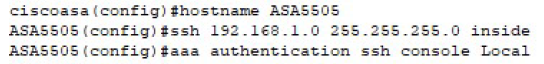 ciscoasa(config)#hostname ASA5505
ASA5505(config)#ssh 192.168.1.0 255.255.255.0 inside
ASA5505(config)#aaa authentication ssh console Local